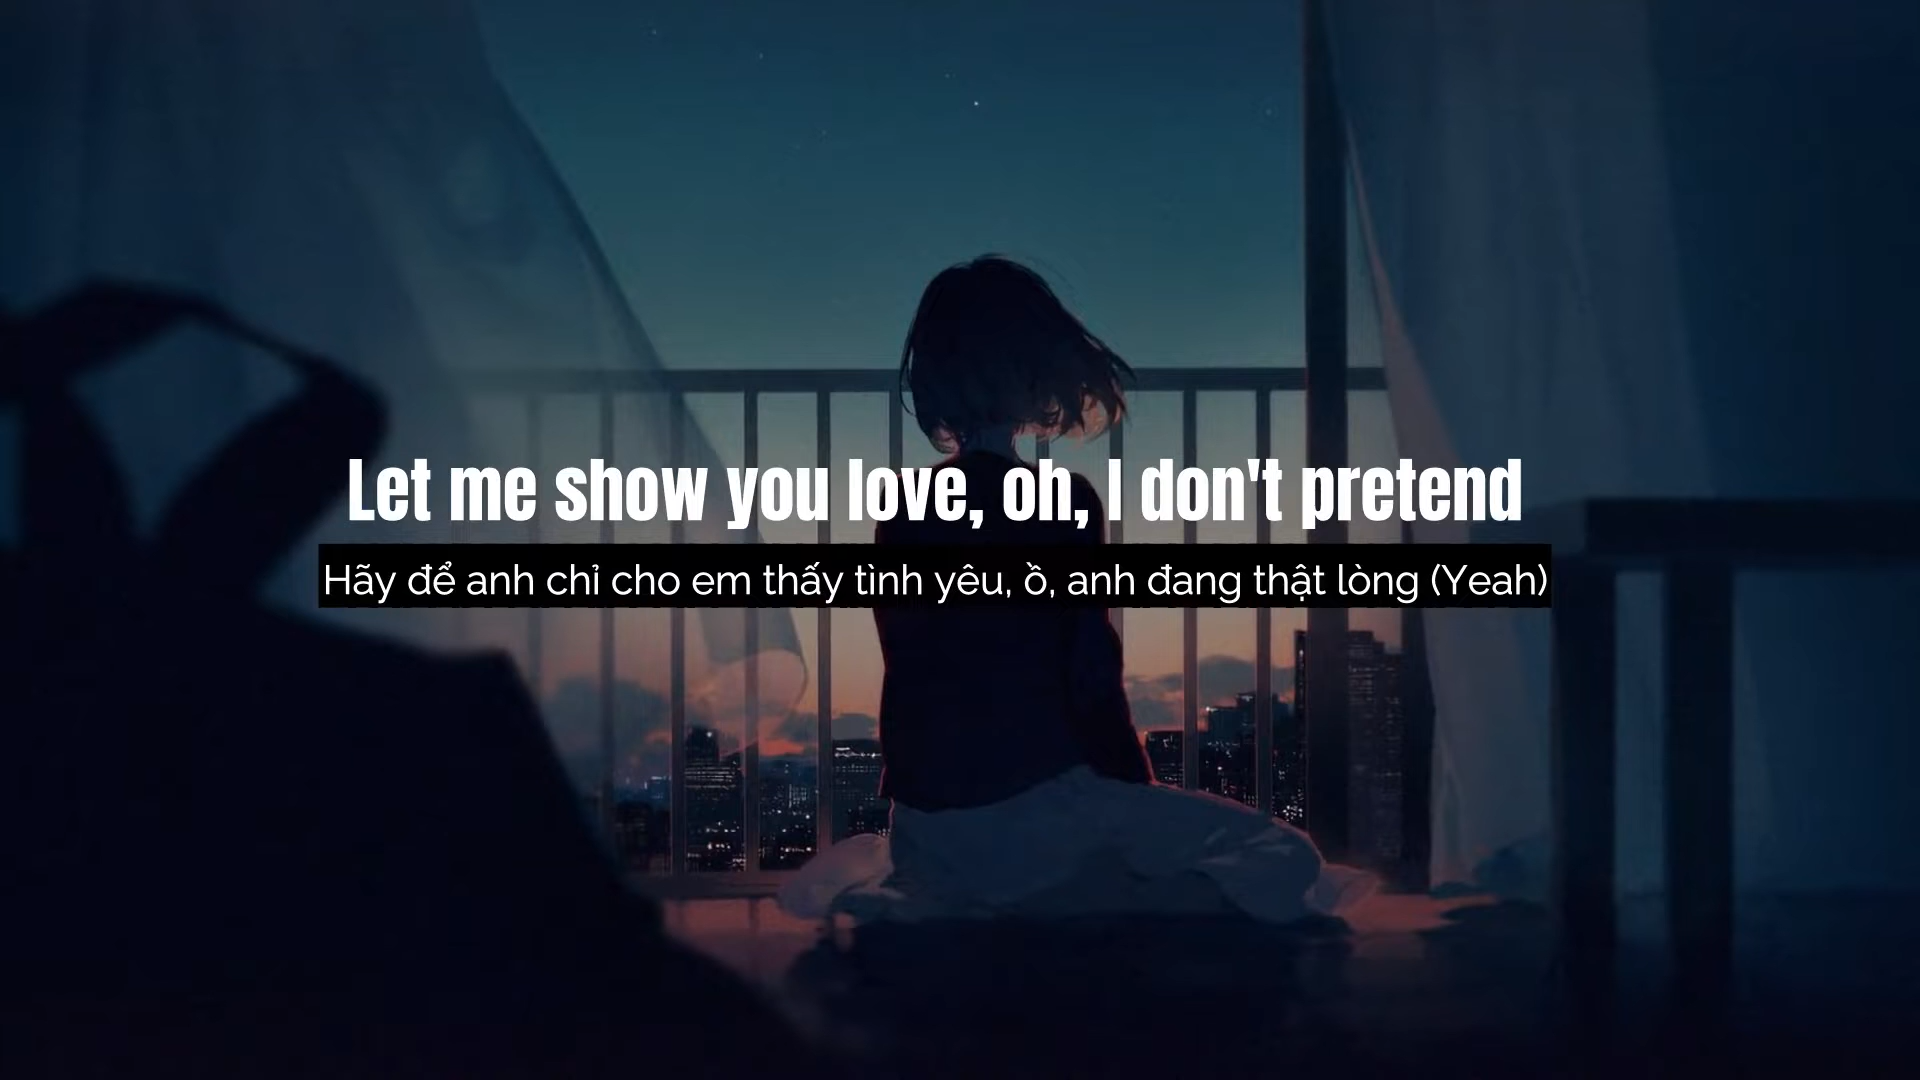 Let me show you love, oh, I don't pretend
Hãy để anh chỉ cho em thấy tình yêu, ồ, anh đang thật lòng (Yeah)